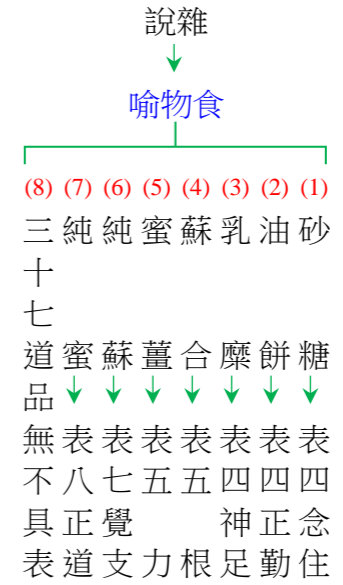 雜說
食物喻
(1) 砂糖
表四念住
(2) 油餅
表四正勤
(3) 乳糜
表四神足
(4) 蘇合
表五根
(5) 蜜薑
表五力
(6) 純蘇
表七覺支
(7) 純蜜
表八正道
(8) 三十七道品無不具表